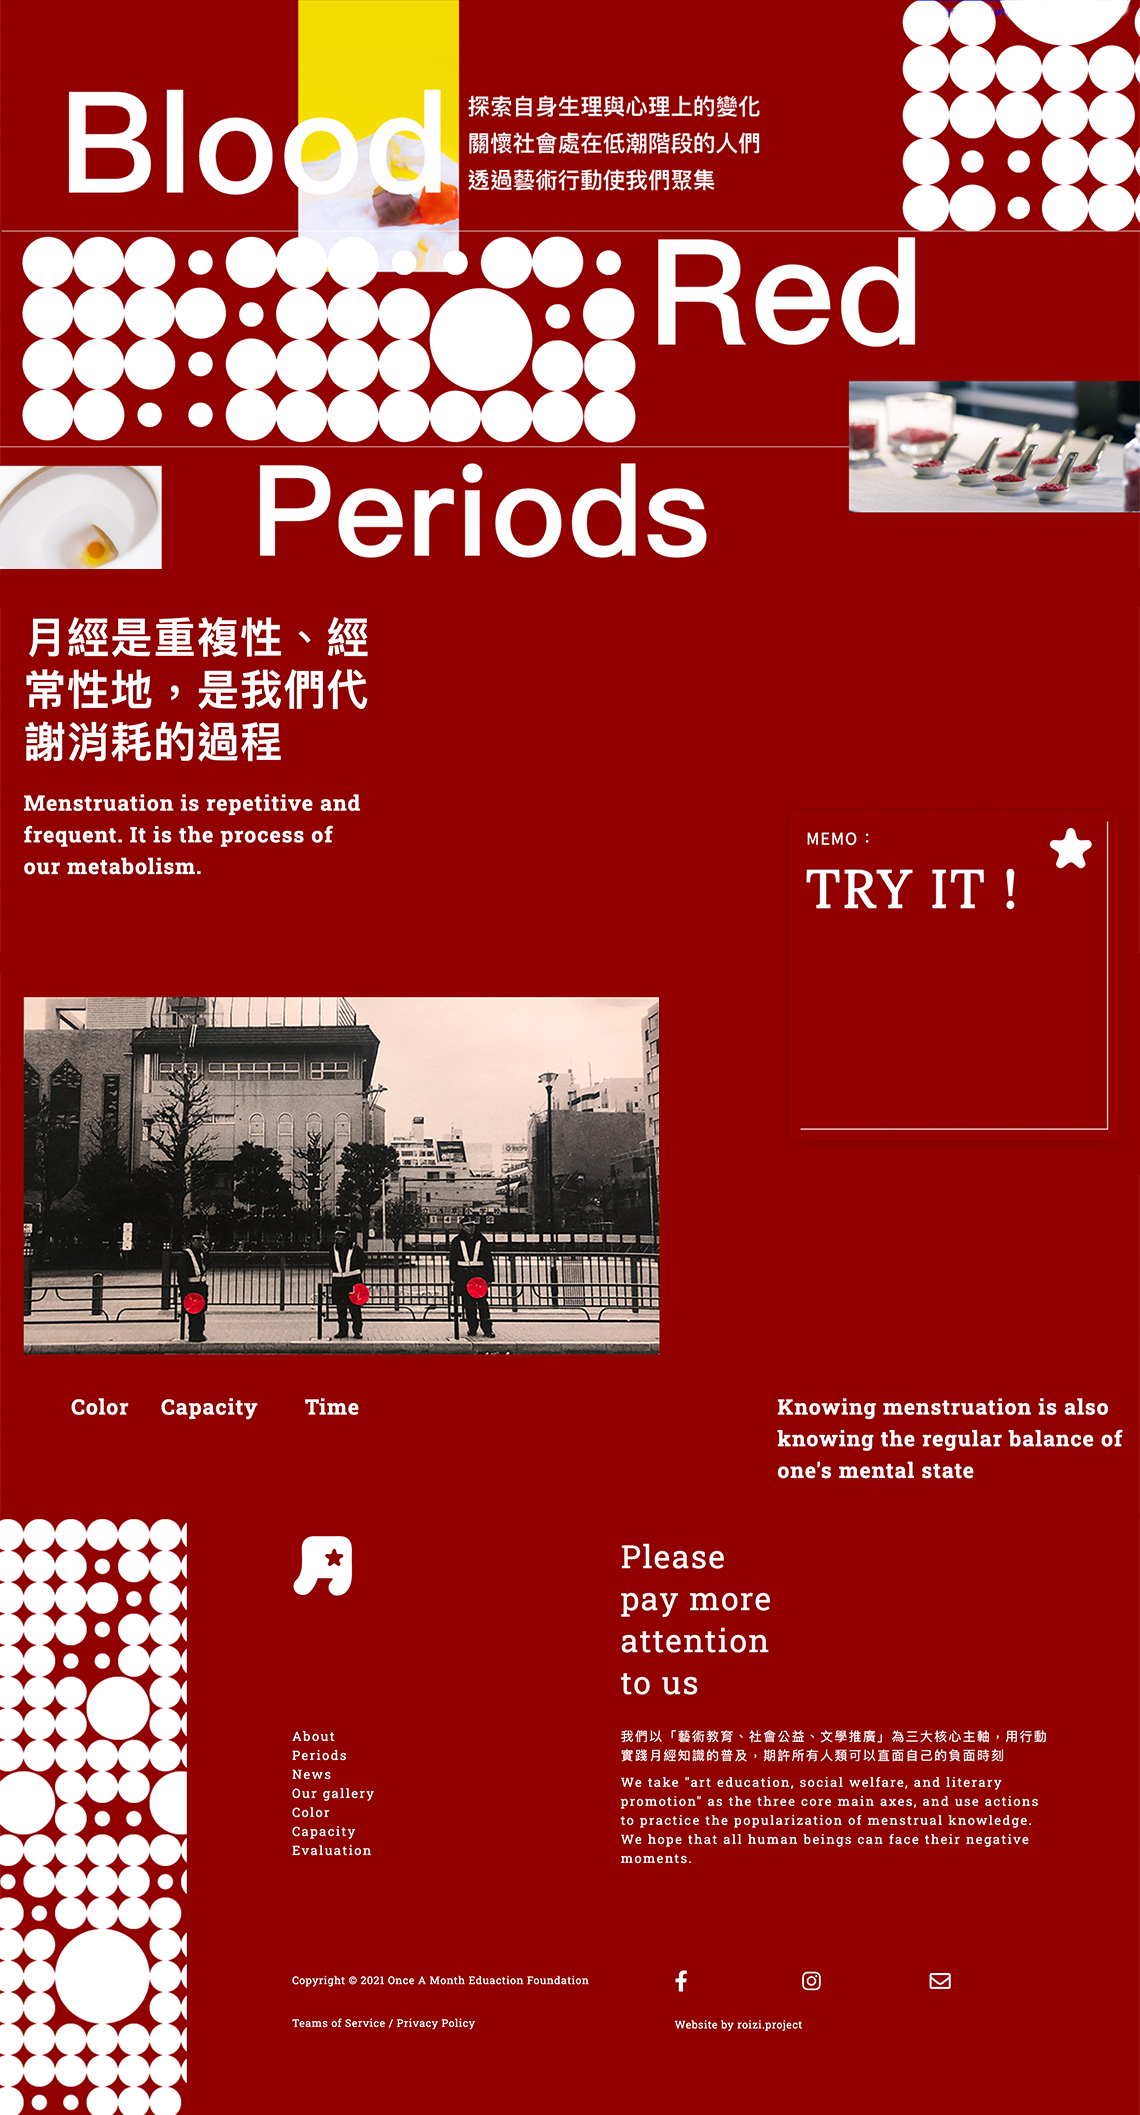 Blood
探索自身生理與心理上的變化
關懷社會處在低潮階段的人們
透過藝術行動使我們聚集
Red
Periods
月經是重複性、經
常性地，是我們代
謝消耗的過程
Menstruation is repetitive and
frequent. It is the process of
our metabolism.
MEMO：
TRY IT !
Color
Capacity
Time
Knowing menstruation is also
knowing the regular balance of
one's mental state
Please
pay more
attention
to us
About
Periods
News
Our gallery
Color
Capacity
Evaluation
我們以「藝術教育、社會公益、文學推廣」為三大核心主軸，用行動
實踐月經知識的普及，期許所有人類可以直面自己的負面時刻
We take "art education, social welfare, and literary
promotion" as the three core main axes, and use actions
to practice the popularization of menstrual knowledge.
We hope that all human beings can face their negative
moments.
Copyright © 2021 Once A Month Eduaction Foundation
Teams of Service / Privacy Policy
Website by roizi.project